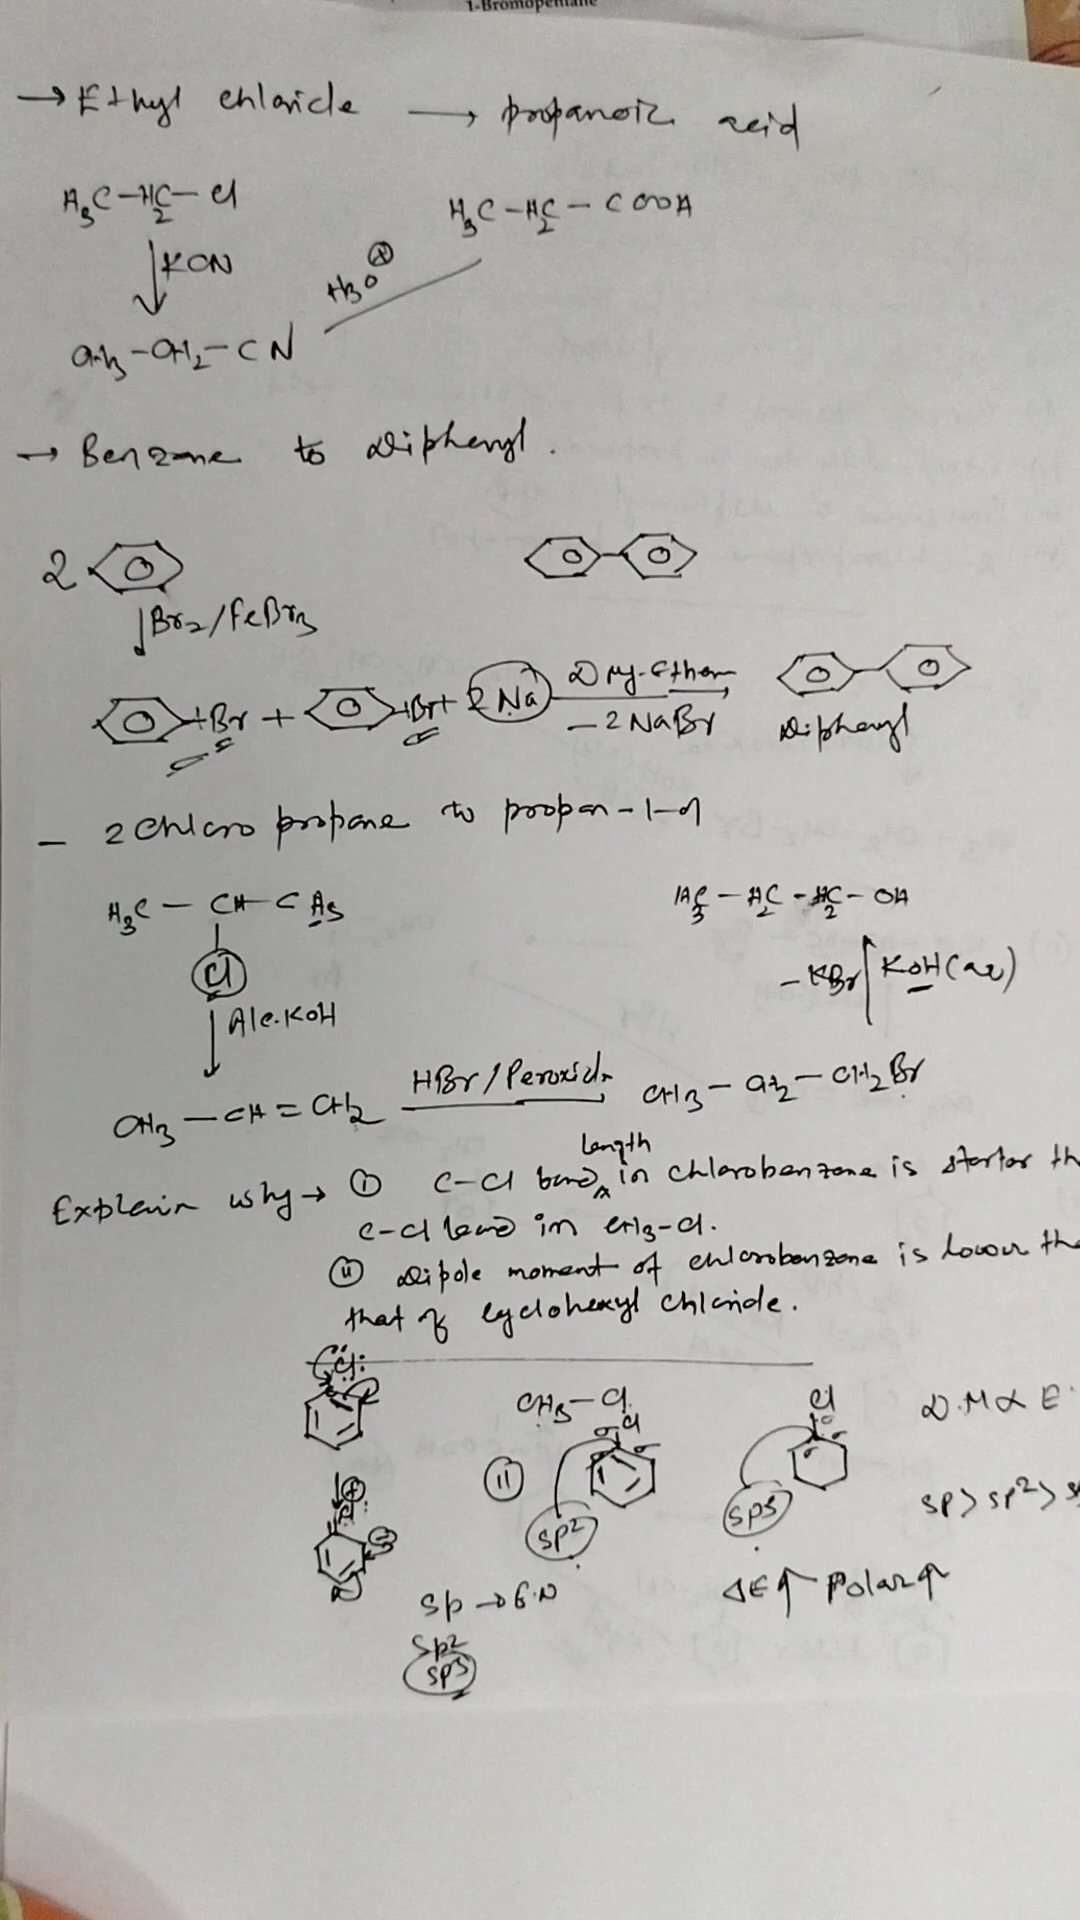 1-Bromopentane
→ Ethyl chloride → propanoic acid
H3C-H2C-Cl
H3C-H2C-COOH
KCN
H3O⊕
CH3-CH2-CN
→ Benzene to Diphenyl.
2
Br2/FeBr3
Br + Br + 2Na Dry-Ether
-2NaBr
Diphenyl
- 2 Chloro propane to propan-1-ol
H3C - CH - CH3
H3C - H2C - H2C - OH
Cl
-KBr KOH(aq)
Alc.KOH
CH3 - CH = CH2 HBr/Peroxide CH3 - CH2 - CH2Br
length
Explain why → (i) C-Cl bond in chlorobenzene is shorter th
C-Cl bond in CH3-Cl.
(ii) Dipole moment of chlorobenzene is lower tha
that of cyclohexyl chloride.
Cl:
CH3-Cl
Cl
Cl
D.M α E.
(ii)
sp2
sp3
sp > sp2 > s
sp → E.N
ΔE↑ Polar↑
sp2
sp3